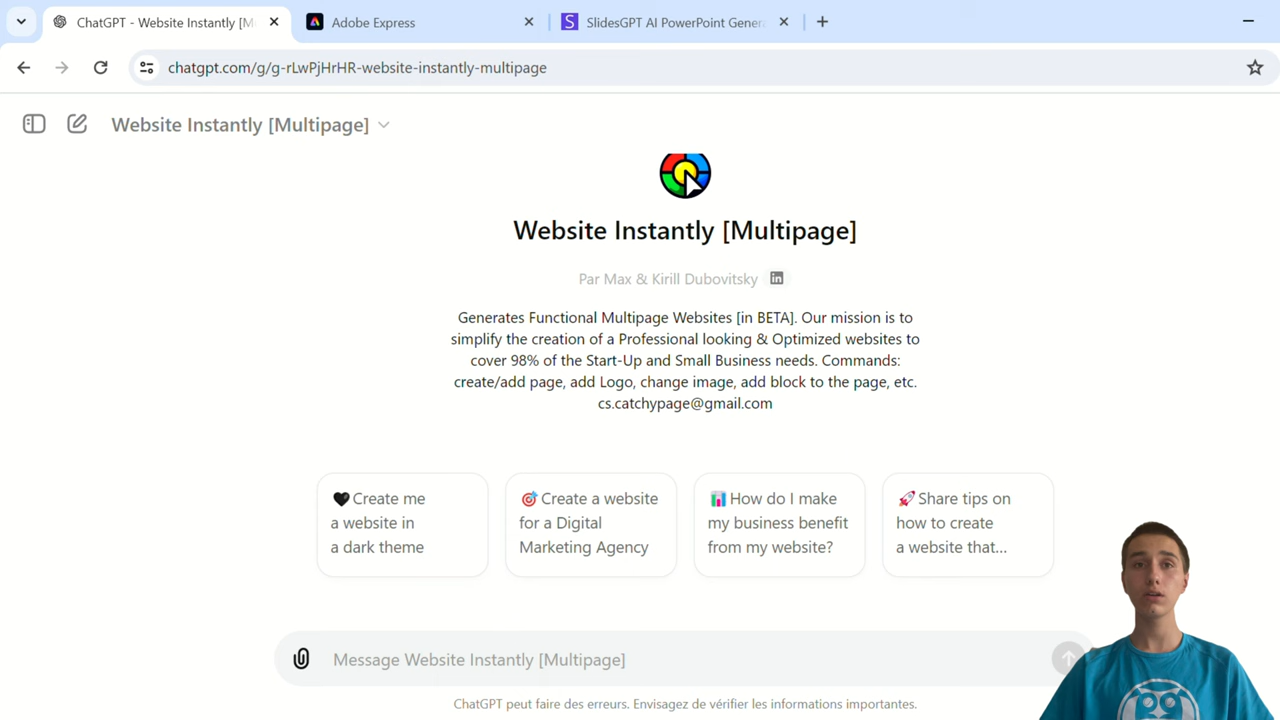 ChatGPT - Website Instantly [M
Adobe Express
SlidesGPT AI PowerPoint Gener
chatgpt.com/g/g-rLwPjHrHR-website-instantly-multipage
Website Instantly [Multipage]
Website Instantly [Multipage]
Par Max & Kirill Dubovitsky
Generates Functional Multipage Websites [in BETA]. Our mission is to
simplify the creation of a Professional looking & Optimized websites to
cover 98% of the Start-Up and Small Business needs. Commands:
create/add page, add Logo, change image, add block to the page, etc.
cs.catchypage@gmail.com
🖤Create me
a website in
a dark theme
🎯Create a website
for a Digital
Marketing Agency
📊How do I make
my business benefit
from my website?
🚀Share tips on
how to create
a website that...
Message Website Instantly [Multipage]
ChatGPT peut faire des erreurs. Envisagez de vérifier les informations importantes.